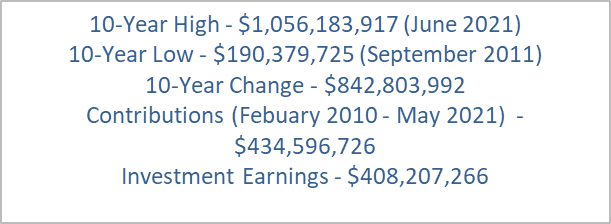 10-Year High - $1,056,183,917 (June 2021)
10-Year Low - $190,379,725 (September 2011)
10-Year Change - $842,803,992
Contributions (Febuary 2010 - May 2021) -
$434,596,726
Investment Earnings - $408,207,266